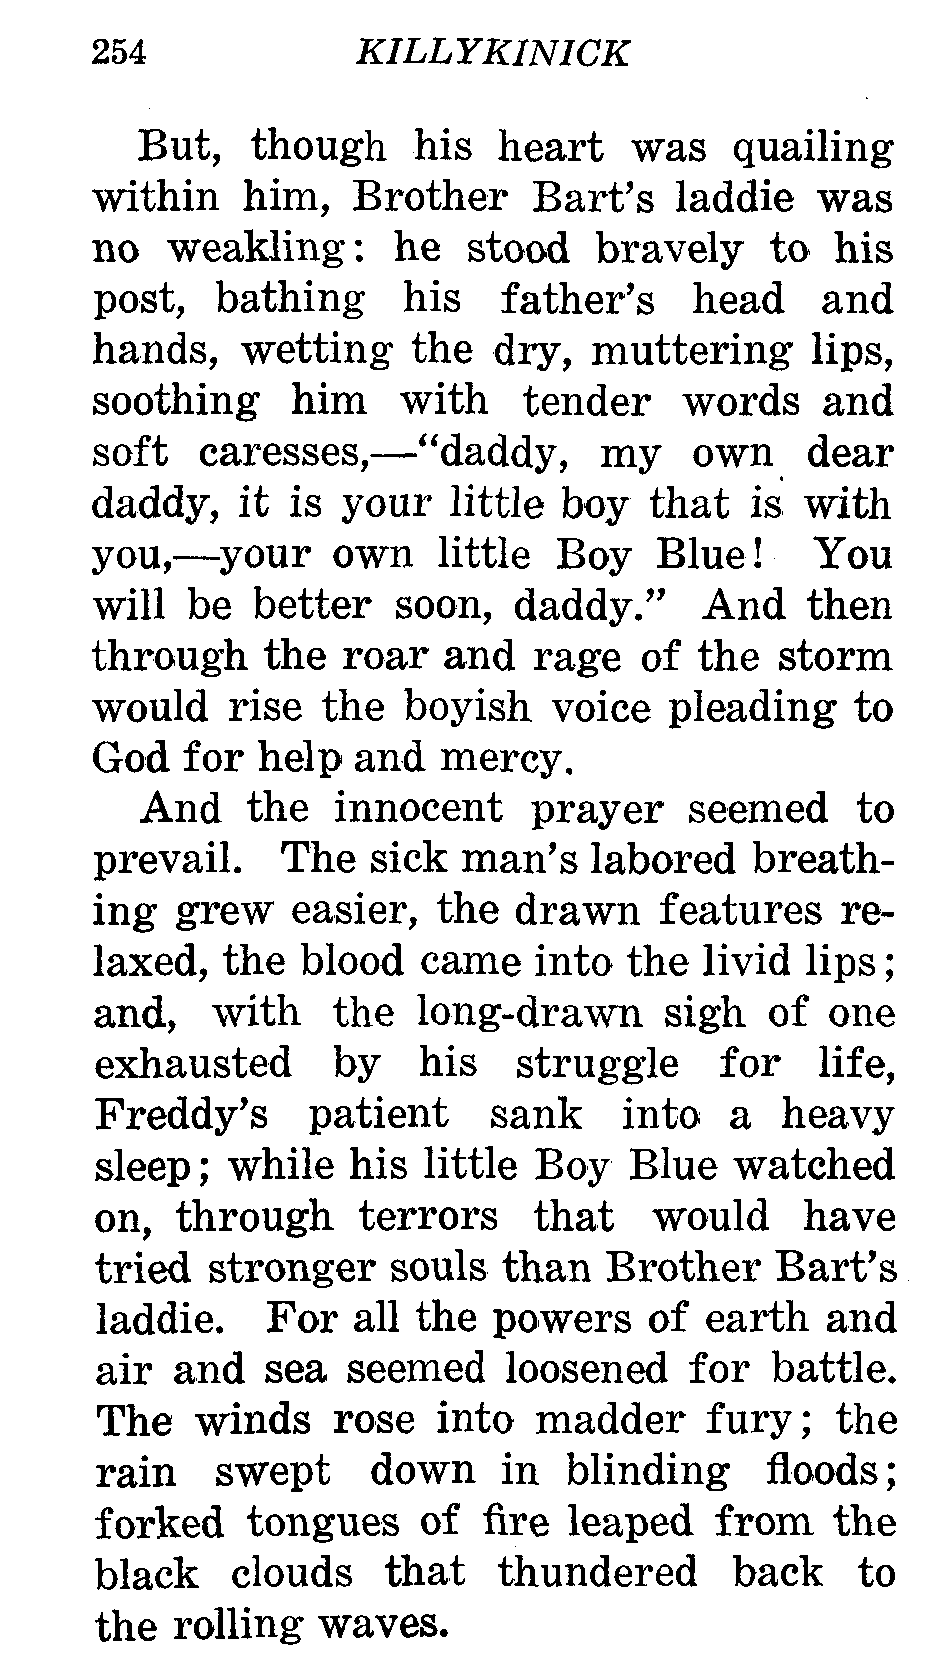 254 KILLYKINICK
But, though his heart was quailing
within him, Brother Bart's laddie was
no weakling: he stood bravely to his
post, bathing his father's head and
hands, wetting the dry, muttering lips,
soothing him with tender words and
soft caresses,—"daddy, my own dear
daddy, it is your little boy that is with
you,—your own little Boy Blue! You
will be better soon, daddy." And then
through the roar and rage of the storm
would rise the boyish voice pleading to
God for help and mercy.
And the innocent prayer seemed to
prevail. The sick man's labored breath-
ing grew easier, the drawn features re-
laxed, the blood came into the livid lips;
and, with the long-drawn sigh of one
exhausted by his struggle for life,
Freddy's patient sank into a heavy
sleep; while his little Boy Blue watched
on, through terrors that would have
tried stronger souls than Brother Bart's
laddie. For all the powers of earth and
air and sea seemed loosened for battle.
The winds rose into madder fury; the
rain swept down in blinding floods;
forked tongues of fire leaped from the
black clouds that thundered back to
the rolling waves.